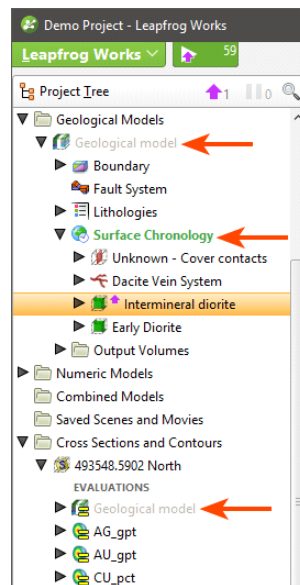 Demo Project - Leapfrog Works
Leapfrog Works
59
Project Tree
1
0
Geological Models
Geological model
Boundary
Fault System
Lithologies
Surface Chronology
Unknown - Cover contacts
Dacite Vein System
Intermineral diorite
Early Diorite
Output Volumes
Numeric Models
Combined Models
Saved Scenes and Movies
Cross Sections and Contours
493548.5902 North
EVALUATIONS
Geological model
AG_gpt
AU_gpt
CU_pct